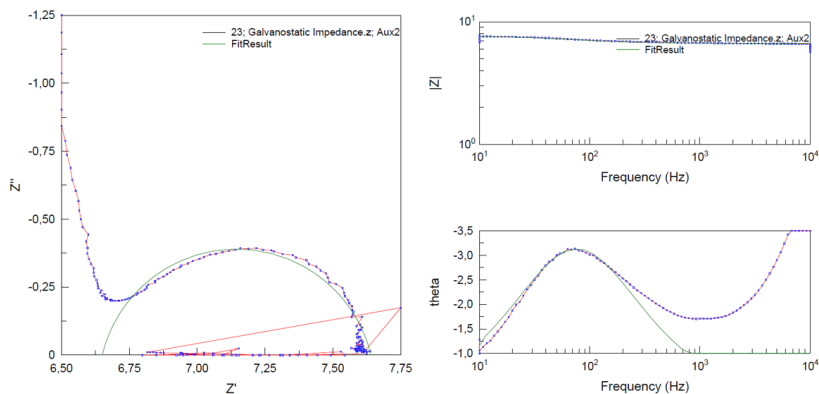 -1,25
-1,00
-0,75
-0,50
-0,25
0
6,50
6,75
7,00
7,25
7,50
7,75
Z'
Z''
23; Galvanostatic Impedance.z; Aux2
FitResult
10¹
10⁰
|Z|
23; Galvanostatic Impedance.z; Aux2
FitResult
10¹
10²
10³
10⁴
Frequency (Hz)
-3,5
-3,0
-2,5
-2,0
-1,5
-1,0
theta
10¹
10²
10³
10⁴
Frequency (Hz)